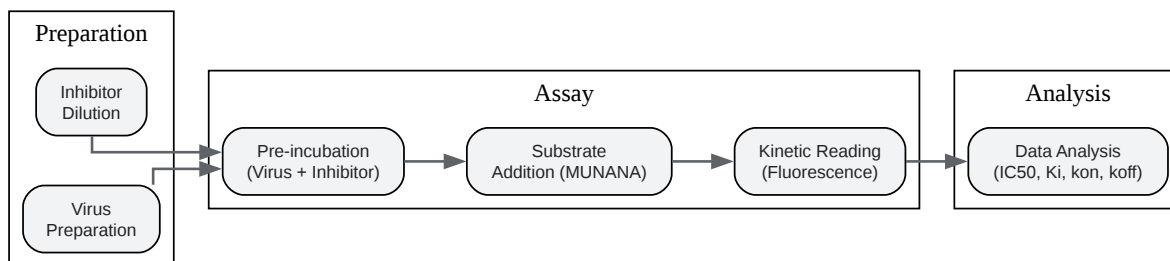 Preparation
Inhibitor
Dilution
Virus
Preparation
Assay
Pre-incubation
(Virus + Inhibitor)
Substrate
Addition (MUNANA)
Kinetic Reading
(Fluorescence)
Analysis
Data Analysis
(IC50, Ki, kon, koff)